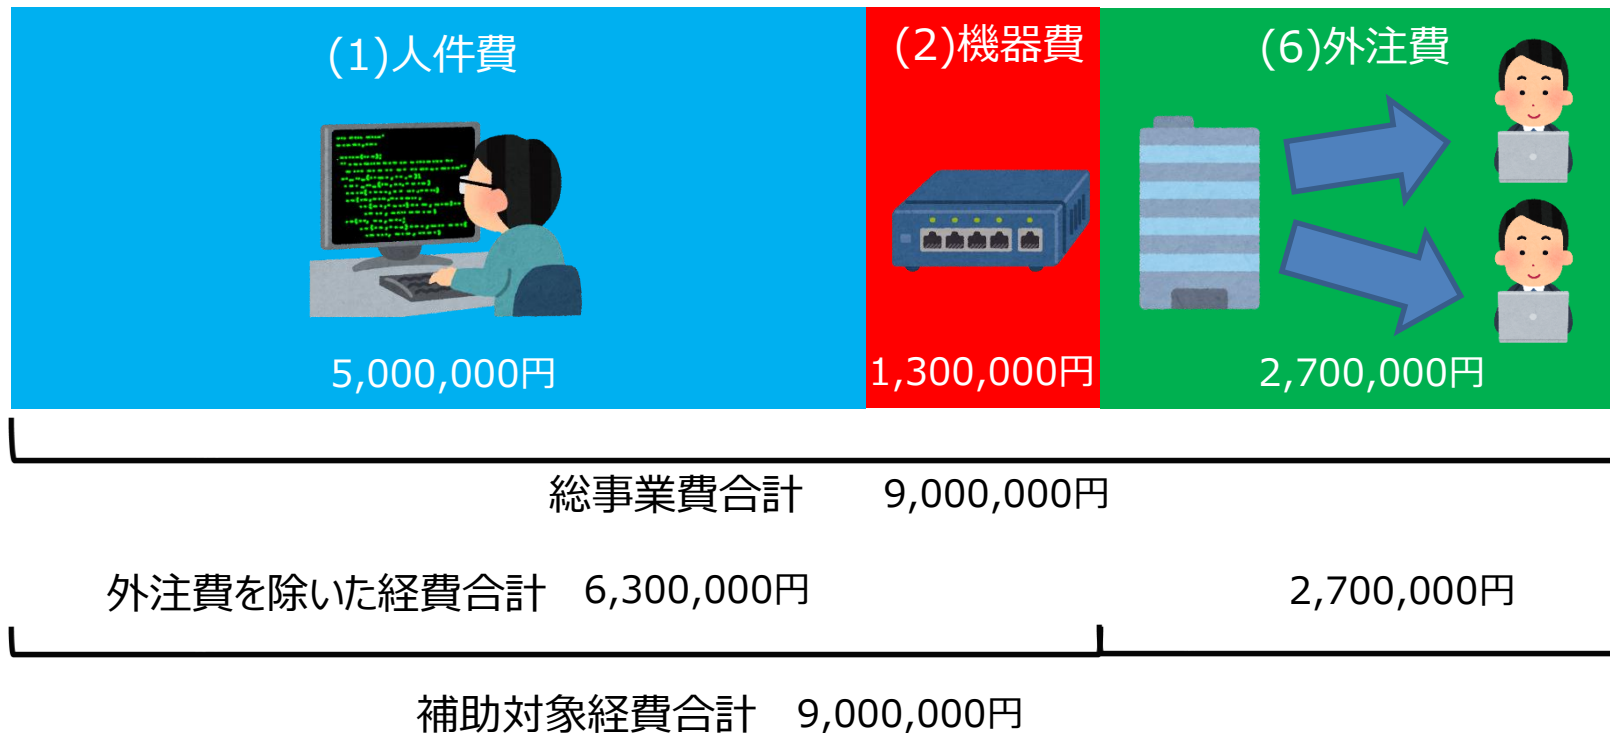 (1)人件費
(2)機器費
(6)外注費
5,000,000円
1,300,000円
2,700,000円
総事業費合計 9,000,000円
外注費を除いた経費合計 6,300,000円
2,700,000円
補助対象経費合計 9,000,000円